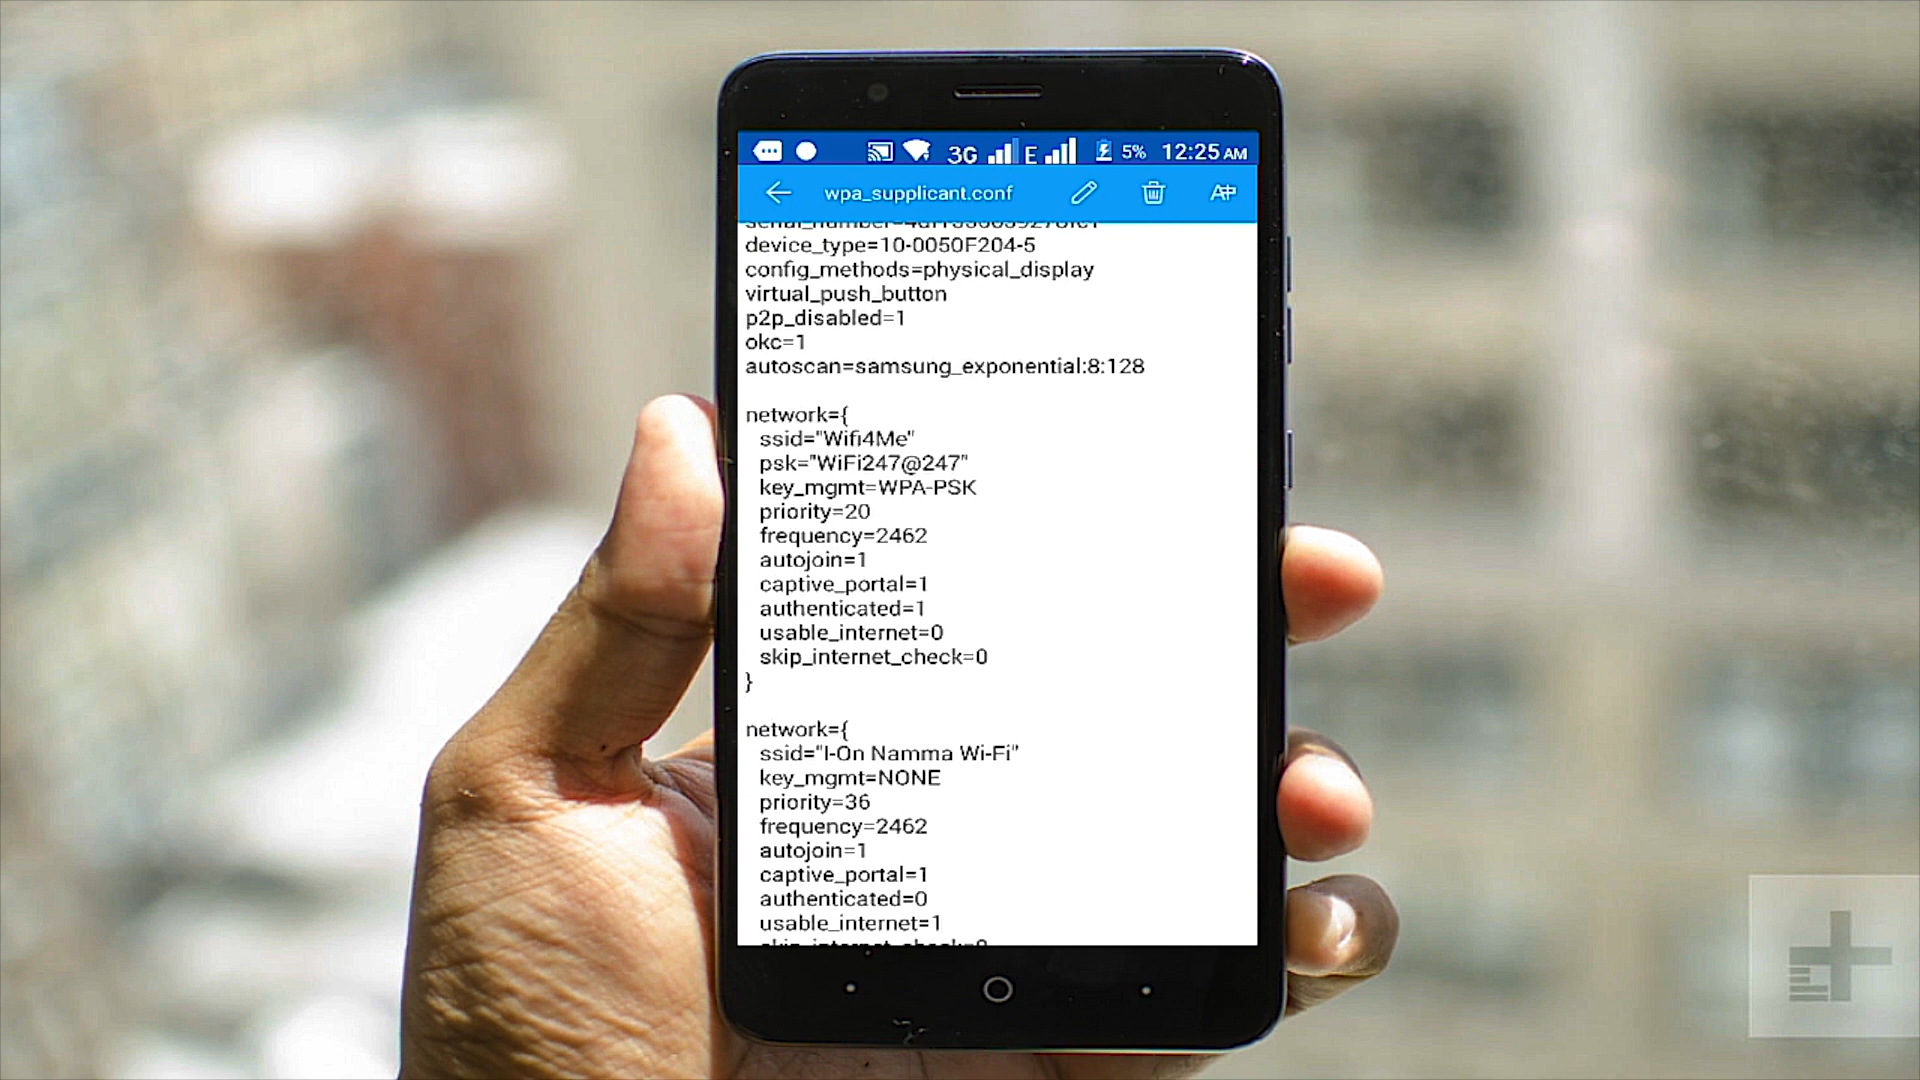 3G E 5% 12:25 AM
wpa_supplicant.conf
device_type=10-0050F204-5
config_methods=physical_display
virtual_push_button
p2p_disabled=1
okc=1
autoscan=samsung_exponential:8:128
network={
ssid="Wifi4Me"
psk="WiFi247@247"
key_mgmt=WPA-PSK
priority=20
frequency=2462
autojoin=1
captive_portal=1
authenticated=1
usable_internet=0
skip_internet_check=0
}
network={
ssid="I-On Namma Wi-Fi"
key_mgmt=NONE
priority=36
frequency=2462
autojoin=1
captive_portal=1
authenticated=0
usable_internet=1